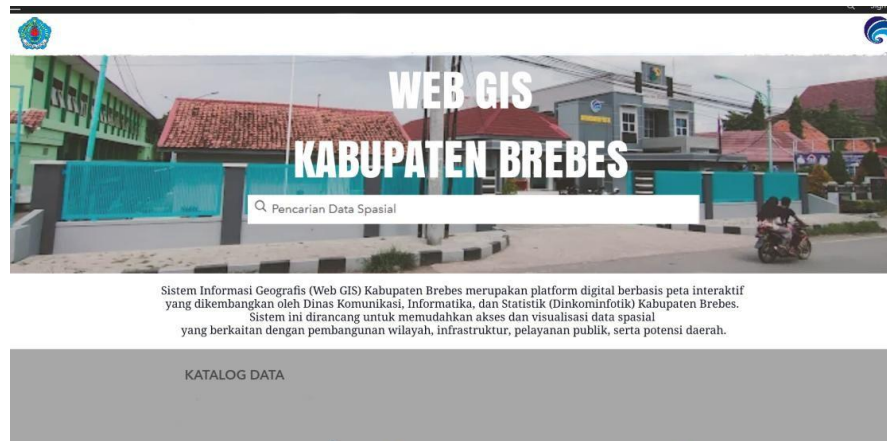 WEB GIS
KABUPATEN BREBES
Pencarian Data Spasial
Sistem Informasi Geografis (Web GIS) Kabupaten Brebes merupakan platform digital berbasis peta interaktif
yang dikembangkan oleh Dinas Komunikasi, Informatika, dan Statistik (Dinkominfotik) Kabupaten Brebes.
Sistem ini dirancang untuk memudahkan akses dan visualisasi data spasial
yang berkaitan dengan pembangunan wilayah, infrastruktur, pelayanan publik, serta potensi daerah.
KATALOG DATA